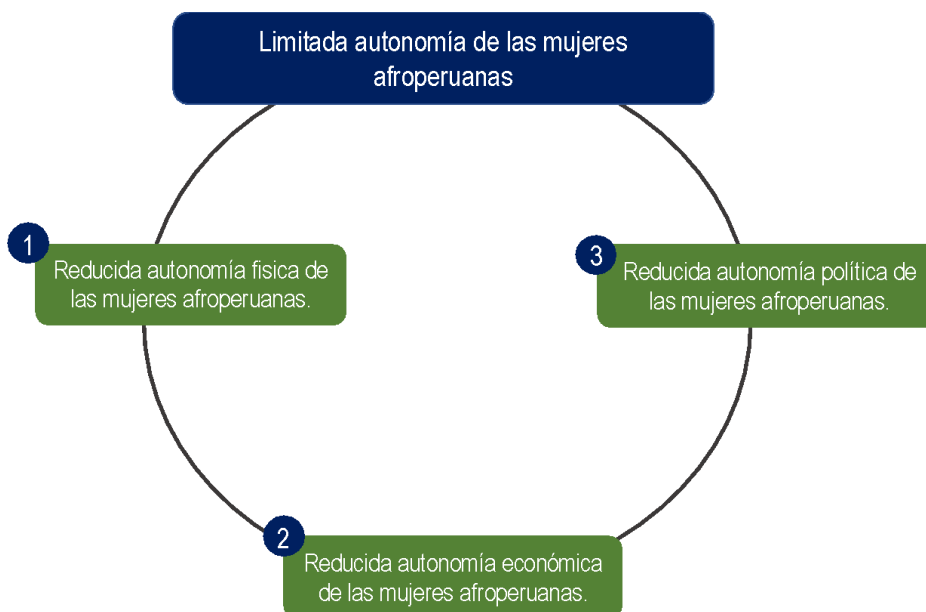 Limitada autonomía de las mujeres
afroperuanas
1
Reducida autonomía fisica de
las mujeres afroperuanas.
3
Reducida autonomía política de
las mujeres afroperuanas.
2
Reducida autonomía económica
de las mujeres afroperuanas.